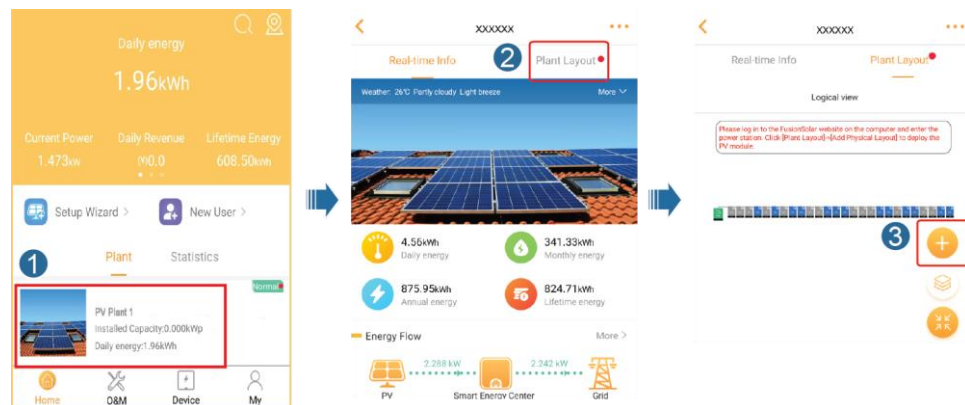 Daily energy
1.96kWh
Current Power Daily Revenue Lifetime Energy
1.473kw (¥)0.0 608.50kwh
Setup Wizard > New User >
Plant Statistics
1
Normal
PV Plant 1
Installed Capacity:0.000kWp
Daily energy:1.96kWh
Home O&M Device My
xxxxxx
Real-time Info 2 Plant Layout
Weather: 26°C Partly cloudy Light breeze More
4.56kWh 341.33kWh
Daily energy Monthly energy
875.95kWh 824.71kWh
Annual energy Lifetime energy
Energy Flow More >
2.288 kW 2.242 kW
PV Smart Energy Center Grid
xxxxxx
Real-time Info Plant Layout
Logical view
Please log in to the FusionSolar website on the computer and enter the
power station. Click [Plant Layout]-[Add Physical Layout] to deploy the
PV module.
3